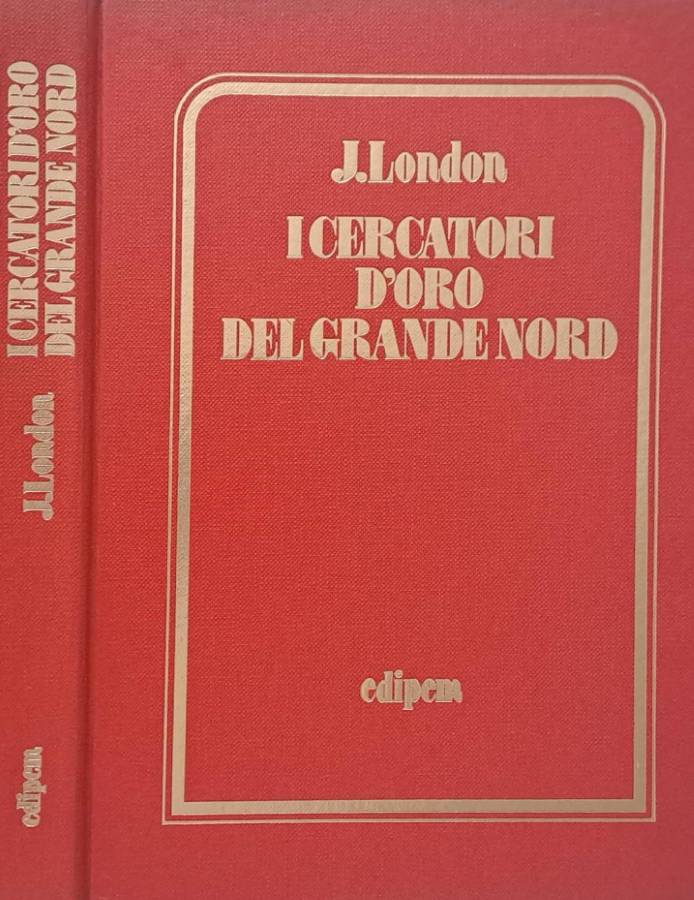 I CERCATORI D'ORO
DEL GRANDE NORD
J.London
edipem
J.London
I CERCATORI
D'ORO
DEL GRANDE NORD
edipem